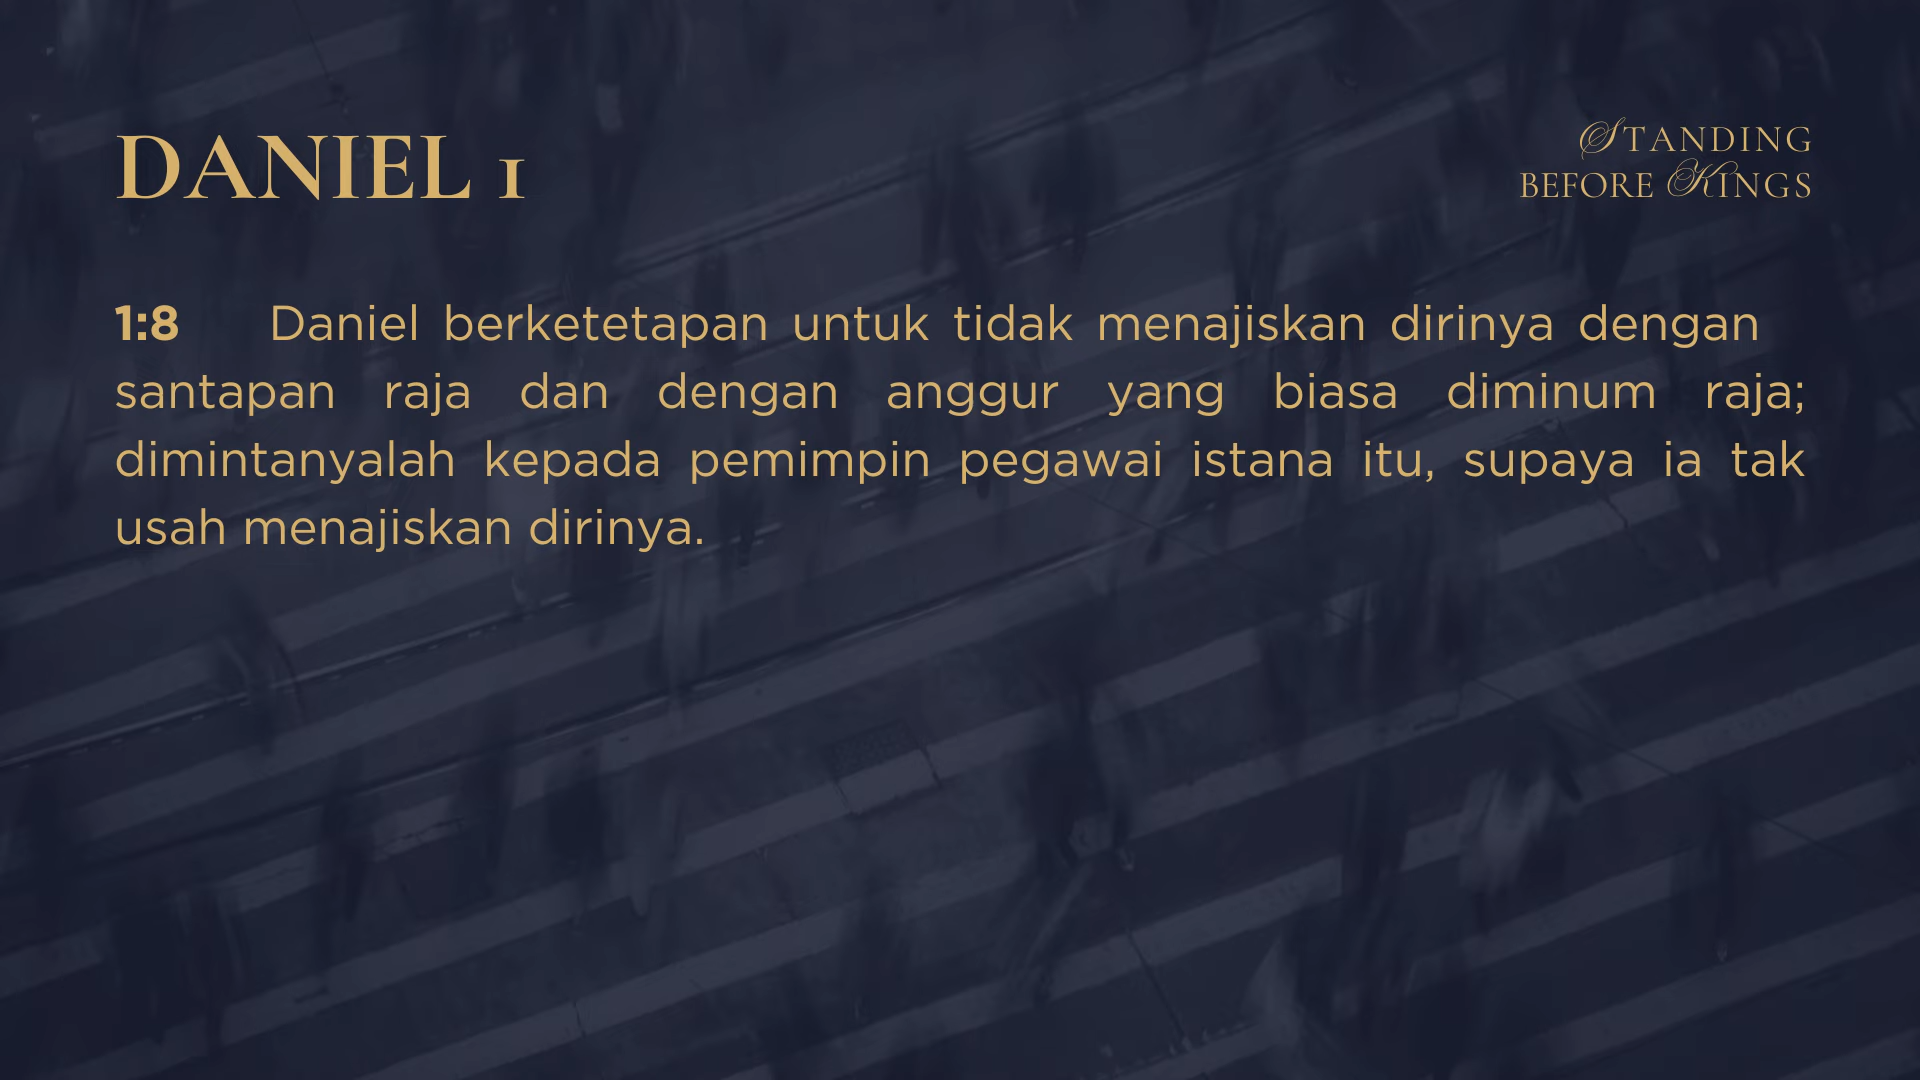 DANIEL 1
STANDING
BEFORE KINGS
1:8 Daniel berketetapan untuk tidak menajiskan dirinya dengan
santapan raja dan dengan anggur yang biasa diminum raja;
dimintanyalah kepada pemimpin pegawai istana itu, supaya ia tak
usah menajiskan dirinya.